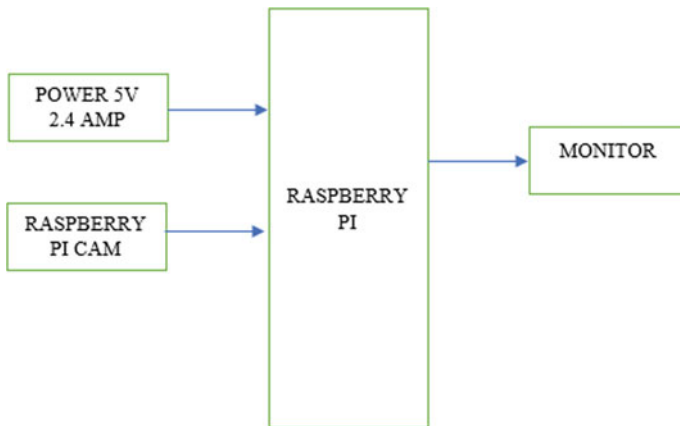 POWER 5V
2.4 AMP
RASPBERRY
PI CAM
RASPBERRY
PI
MONITOR